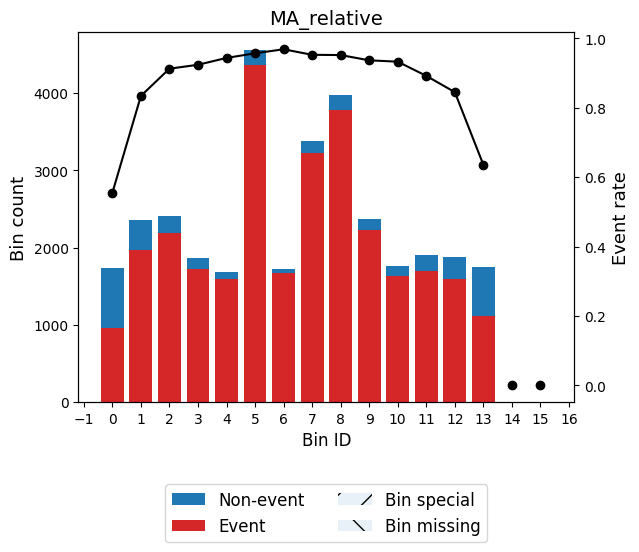 MA_relative
4000
3000
2000
1000
0
Bin count
1.0
0.8
0.6
0.4
0.2
0.0
Event rate
−1 0 1 2 3 4 5 6 7 8 9 10 11 12 13 14 15 16
Bin ID
Non-event Bin special
Event Bin missing